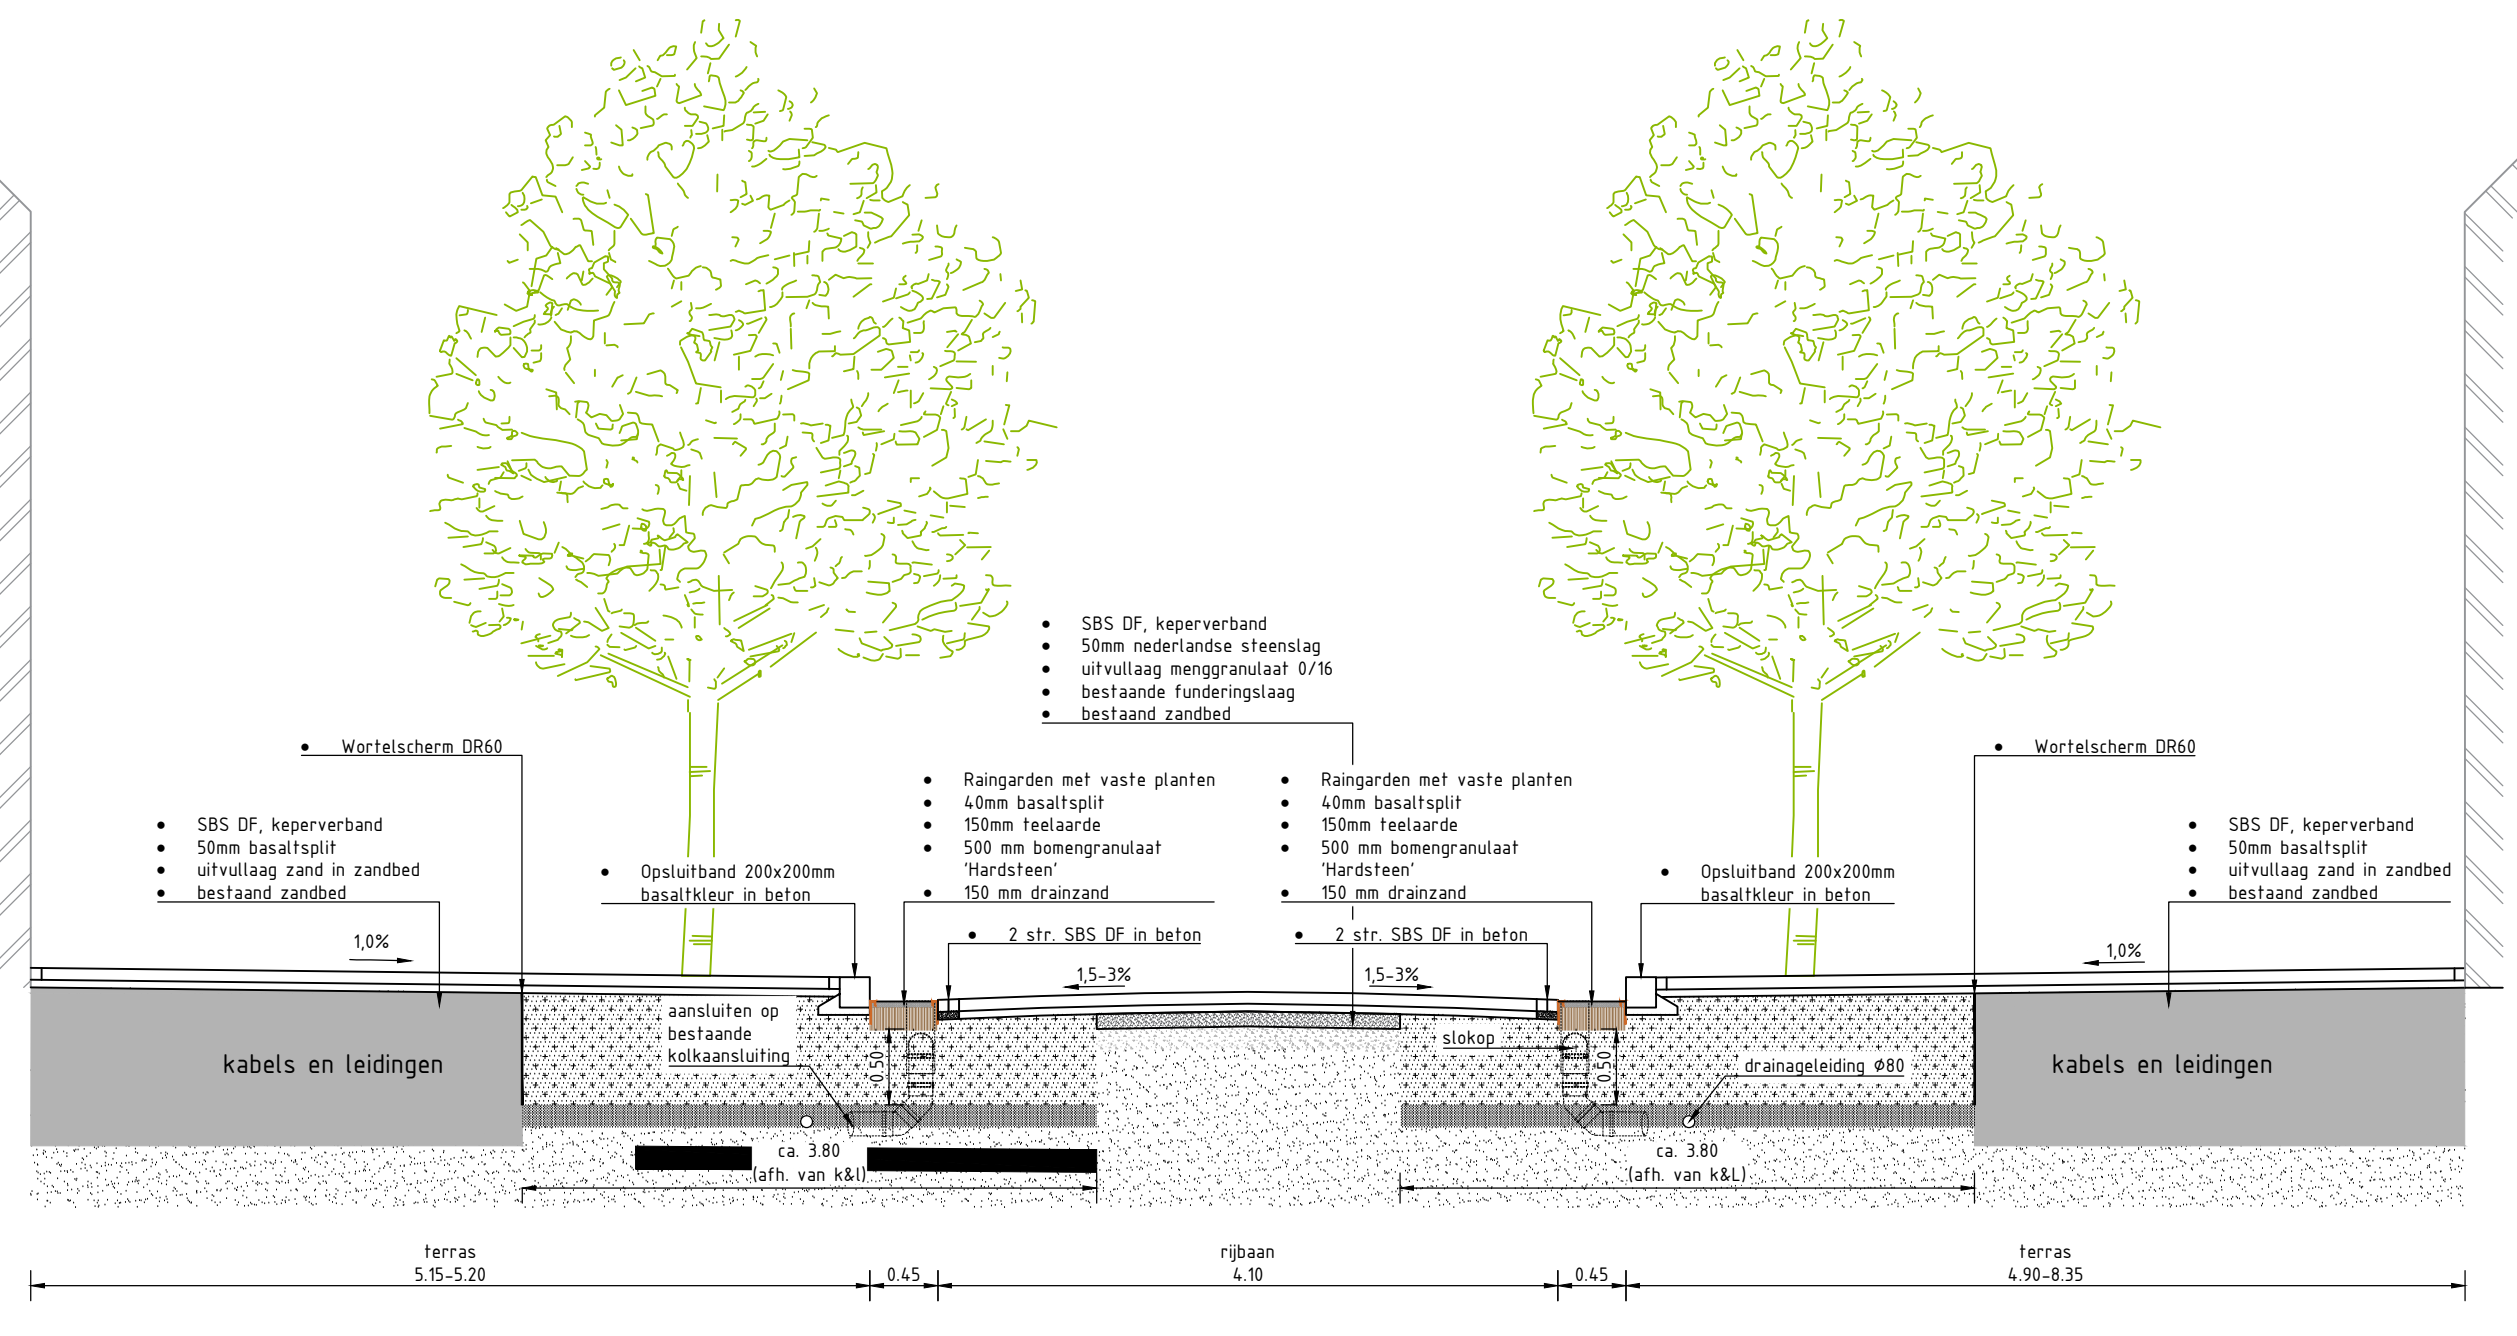 • SBS DF, keperverband
• 50mm nederlandse steenslag
• uitvullaag menggranulaat 0/16
• bestaande funderingslaag
• bestaand zandbed
• Wortelscherm DR60
• Wortelscherm DR60
• SBS DF, keperverband
• 50mm basaltsplit
• uitvullaag zand in zandbed
• bestaand zandbed
• Opsluitband 200x200mm
basaltkleur in beton
• Raingarden met vaste planten
• 40mm basaltsplit
• 150mm teelaarde
• 500 mm bomengranulaat
'Hardsteen'
• 150 mm drainzand
• 2 str. SBS DF in beton
• Raingarden met vaste planten
• 40mm basaltsplit
• 150mm teelaarde
• 500 mm bomengranulaat
'Hardsteen'
• 150 mm drainzand
• 2 str. SBS DF in beton
• Opsluitband 200x200mm
basaltkleur in beton
• SBS DF, keperverband
• 50mm basaltsplit
• uitvullaag zand in zandbed
• bestaand zandbed
1,0%
1,5-3%
1,5-3%
1,0%
kabels en leidingen
aansluiten op
bestaande
kolkaansluiting
0.50
slokop
0.50
drainageleiding Ø80
kabels en leidingen
ca. 3.80
(afh. van k&l)
ca. 3.80
(afh. van k&L)
terras
5.15-5.20
0.45
rijbaan
4.10
0.45
terras
4.90-8.35